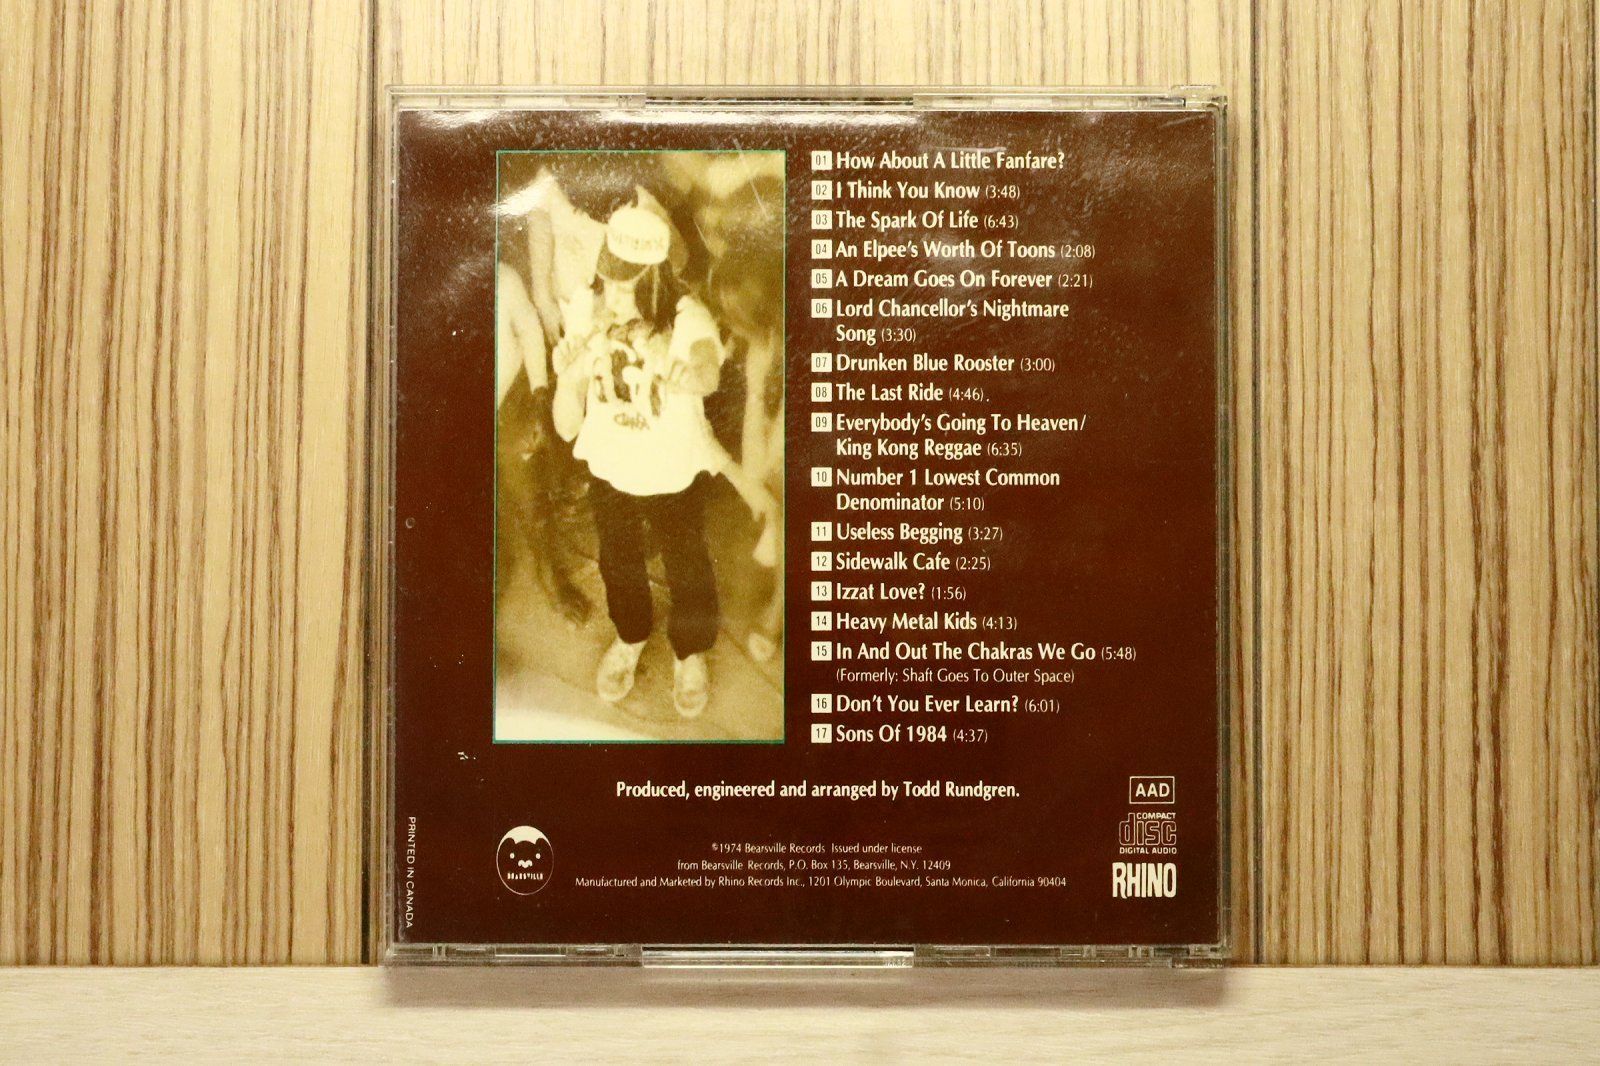 01 How About A Little Fanfare?
02 I Think You Know (3:48)
03 The Spark Of Life (6:43)
04 An Elpee's Worth Of Toons (2:08)
05 A Dream Goes On Forever (2:21)
06 Lord Chancellor's Nightmare
Song (3:30)
07 Drunken Blue Rooster (3:00)
08 The Last Ride (4:46).
09 Everybody's Going To Heaven/
King Kong Reggae (6:35)
10 Number 1 Lowest Common
Denominator (5:10)
11 Useless Begging (3:27)
12 Sidewalk Cafe (2:25)
13 Izzat Love? (1:56)
14 Heavy Metal Kids (4:13)
15 In And Out The Chakras We Go (5:48)
(Formerly: Shaft Goes To Outer Space)
16 Don't You Ever Learn? (6:01)
17 Sons Of 1984 (4:37)
Produced, engineered and arranged by Todd Rundgren.
AAD
COMPACT
disc
DIGITAL AUDIO
RHINO
BEARSVILLE
℗1974 Bearsville Records Issued under license
from Bearsville Records, P.O. Box 135, Bearsville, N.Y. 12409
Manufactured and Marketed by Rhino Records Inc., 1201 Olympic Boulevard, Santa Monica, California 90404
PRINTED IN CANADA